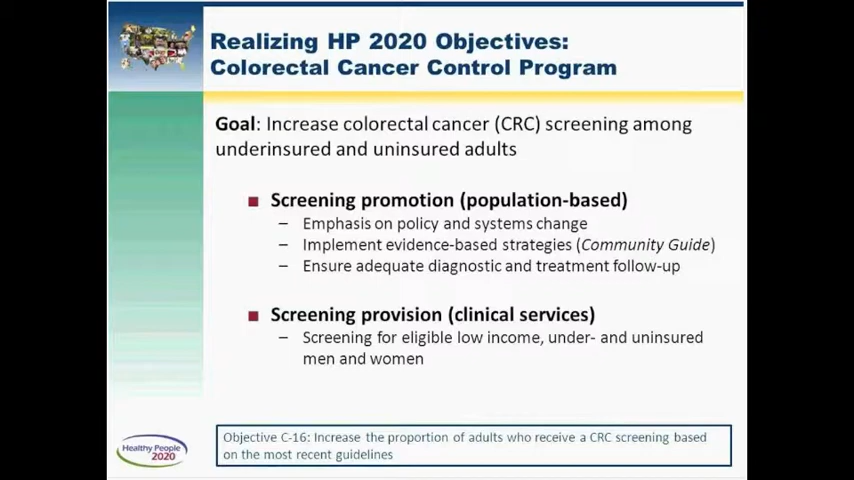 Realizing HP 2020 Objectives:
Colorectal Cancer Control Program
Goal: Increase colorectal cancer (CRC) screening among
underinsured and uninsured adults
■ Screening promotion (population-based)
– Emphasis on policy and systems change
– Implement evidence-based strategies (Community Guide)
– Ensure adequate diagnostic and treatment follow-up
■ Screening provision (clinical services)
– Screening for eligible low income, under- and uninsured
men and women
Healthy People
2020
Objective C-16: Increase the proportion of adults who receive a CRC screening based
on the most recent guidelines